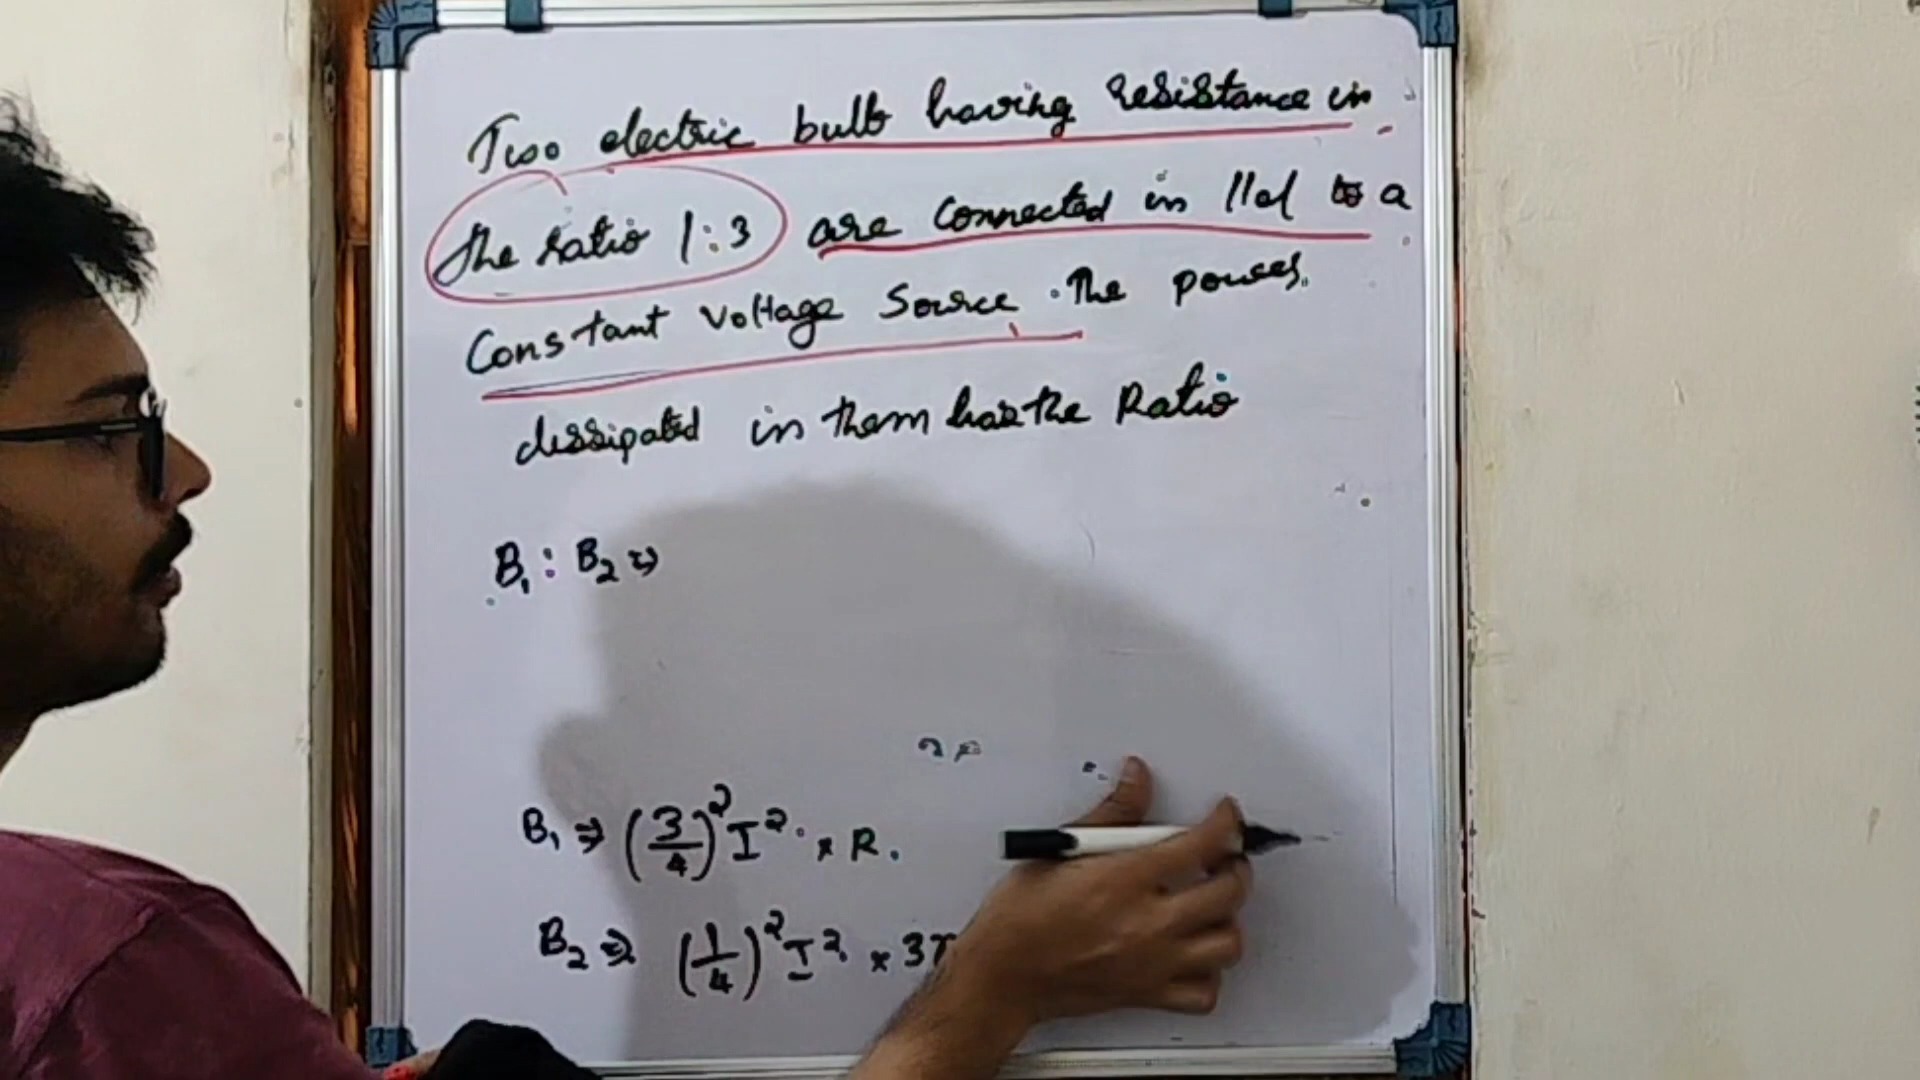 Two electric bulb having resistance in
the ratio 1:3 are connected in ||el to a
Constant voltage source. The powers
dissipated in them has the Ratio
B₁ : B₂ ⇒
B₁ ⇒ (3/4)² I² × R.
B₂ ⇒ (1/4)² I² × 3